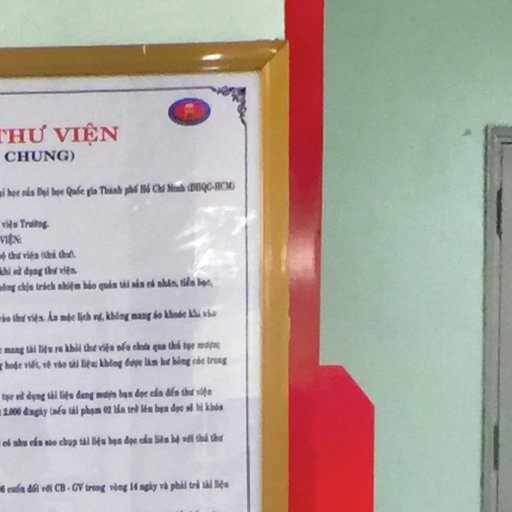 THƯ VIỆN
CHUNG)
học của Đại học Quốc gia Thành phố Hồ Chí Minh (ĐHQG-HCM)
viện Trường.
VIỆN:
thư viện (thủ thư).
khi sử dụng thư viện.
chịu trách nhiệm bảo quản tài sản cá nhân, tiền bạc,
vào thư viện. Ăn mặc lịch sự, không mang áo khoác khi vào
mang tài liệu ra khỏi thư viện nếu chưa qua thủ tục mượn;
hoặc viết, vẽ vào tài liệu; không được làm hư hỏng các trang
tục sử dụng tài liệu đang mượn bạn đọc cần đến thư viện
2.000 đ/ngày (nếu tái phạm 02 lần trở lên bạn đọc sẽ bị khóa
có nhu cầu sao chụp tài liệu bạn đọc cần liên hệ với thủ thư
cuốn đối với CB - GV trong vòng 14 ngày và phải trả tài liệu